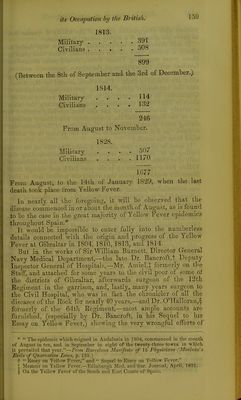 its Occupation by the British. 159
1813.
Military . . . . . 391
Civilians . . . . . 508
899
(Between the 8th of September and the 3rd of December.)
1814.
Military . . . . 114
Civilians . . . . 132
246
From August to November.
1828.
Military . . . . 507
Civilians . . . . 1170
1677
From August, to the 14th of January 1829, when the last
death took place from Yellow Fever.
In nearly all the foregoing, it will be observed that the
disease commenced in or about the month of August, as is found
to be the case in the great majority of Yellow Fever epidemics
throughout Spain.*
It would be impossible to enter fully into the numberless
details connected with the origin and progress of the Yellow
Fever at Gibraltar in 1804, 1810, 1813, and 1814.
But in the works of Sir William Burnett, Director General
Navy Medical Department,—the late Dr. Bancroft,† Deputy
Inspector General of Hospitals,—Mr. Amiel,‡ formerly on the
Staff, and attached for some years to the civil poor of some of
the districts of Gibraltar, afterwards surgeon of the 12th
Regiment in the garrison, and, lastly, many years surgeon to
the Civil Hospital, who was in fact the chronicler of all the
diseases of the Rock for nearly 40 years,—and Dr. O'Halloran,§
formerly of the 64th Regiment,—most ample accounts are
furnished, (especially by Dr. Bancroft, in his Sequel to his
Essay on Yellow Fever,) shewing the very wrongful efforts of
* "The epidemic which reigned in Andalusia in 1804, commenced in the month
of August in ten, and in September in eight of the twenty-three towns in which
it prevailed that year."—From Barcelona Manifesto of 15 Physicians (Maclean's
Evils of Quarantine Laws, p. 195.)
† "Essay on Yellow Fever," and "Sequel to Essay on Yellow Fever."
‡ Memoir on Yellow Fever.—Edinburgh Med. and Sur. Journal, April, 1831.
§ On the Yellow Fever of the South and East Coasts of Spain.